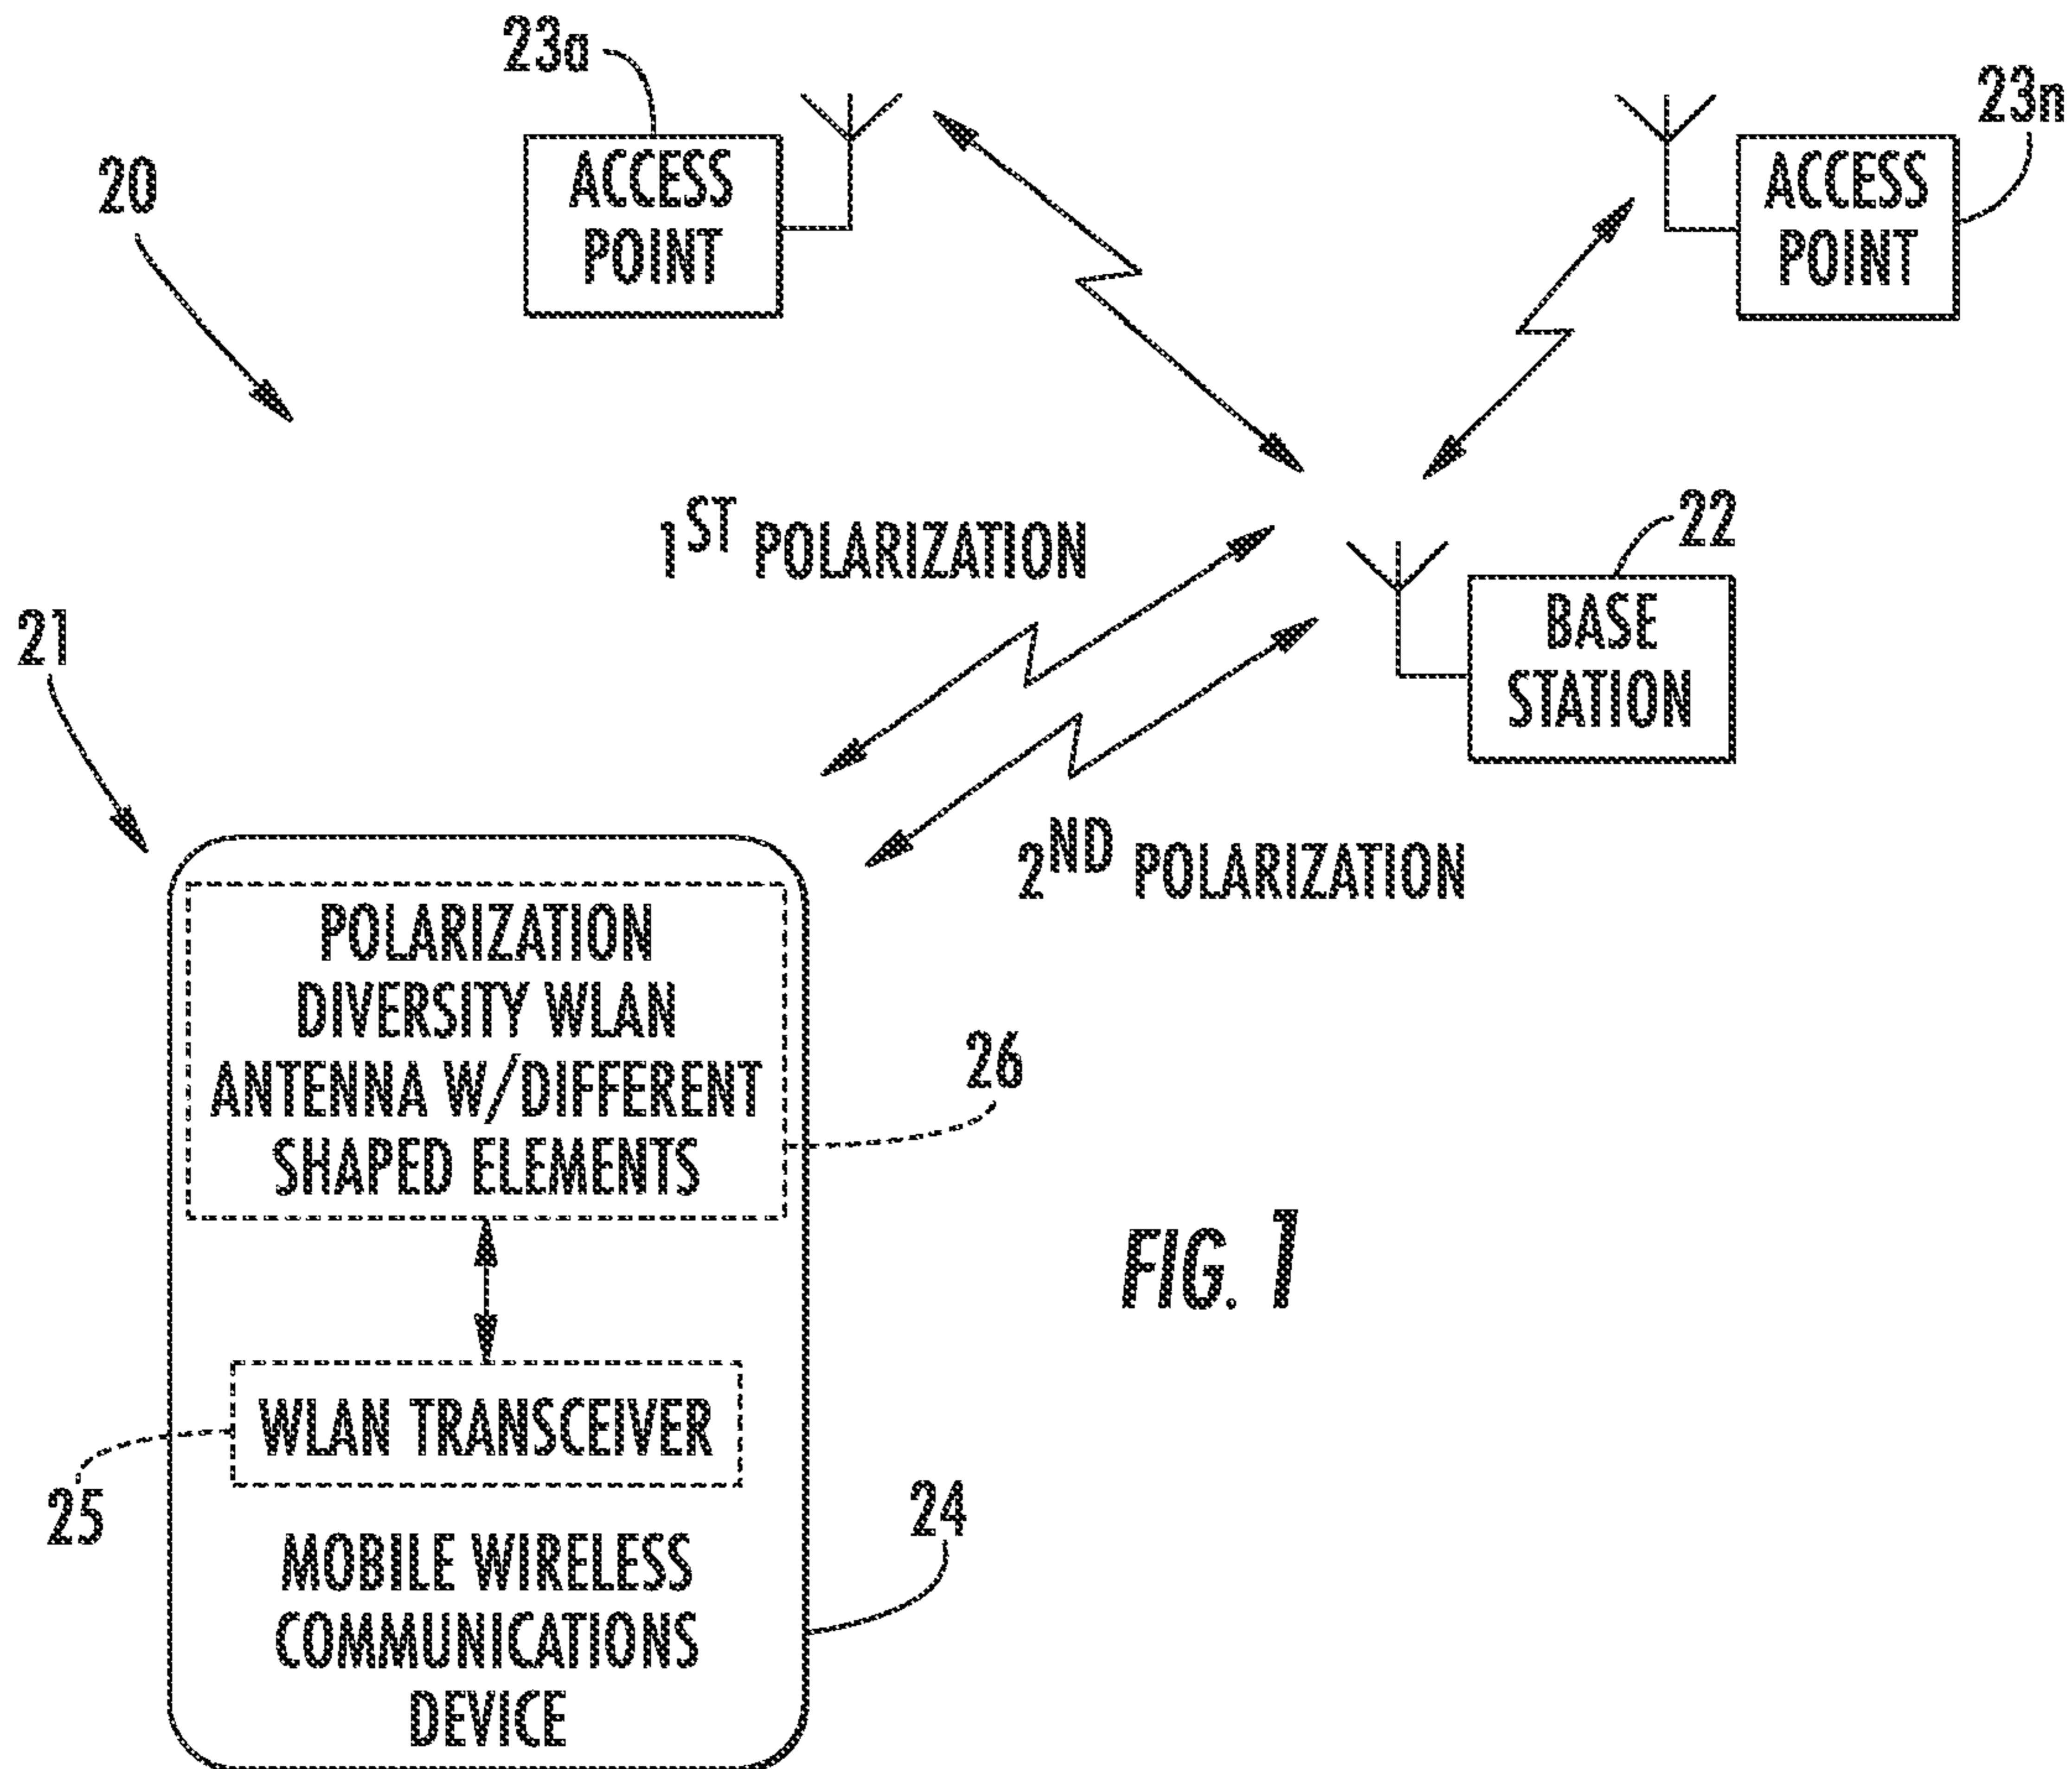 23a
23n
ACCESS
POINT
ACCESS
POINT
20
1ST POLARIZATION
22
BASE
STATION
21
2ND POLARIZATION
POLARIZATION
DIVERSITY WLAN
ANTENNA W/DIFFERENT
SHAPED ELEMENTS
26
FIG. 1
WLAN TRANSCEIVER
25
24
MOBILE WIRELESS
COMMUNICATIONS
DEVICE